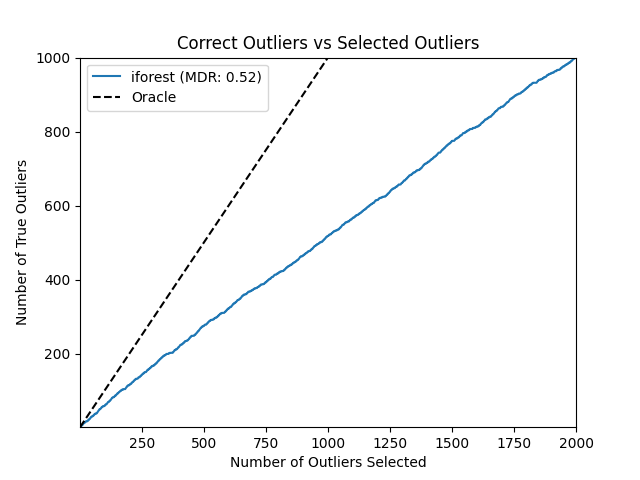 Correct Outliers vs Selected Outliers
iforest (MDR: 0.52)
Oracle
Number of True Outliers
1000
800
600
400
200
250 500 750 1000 1250 1500 1750 2000
Number of Outliers Selected